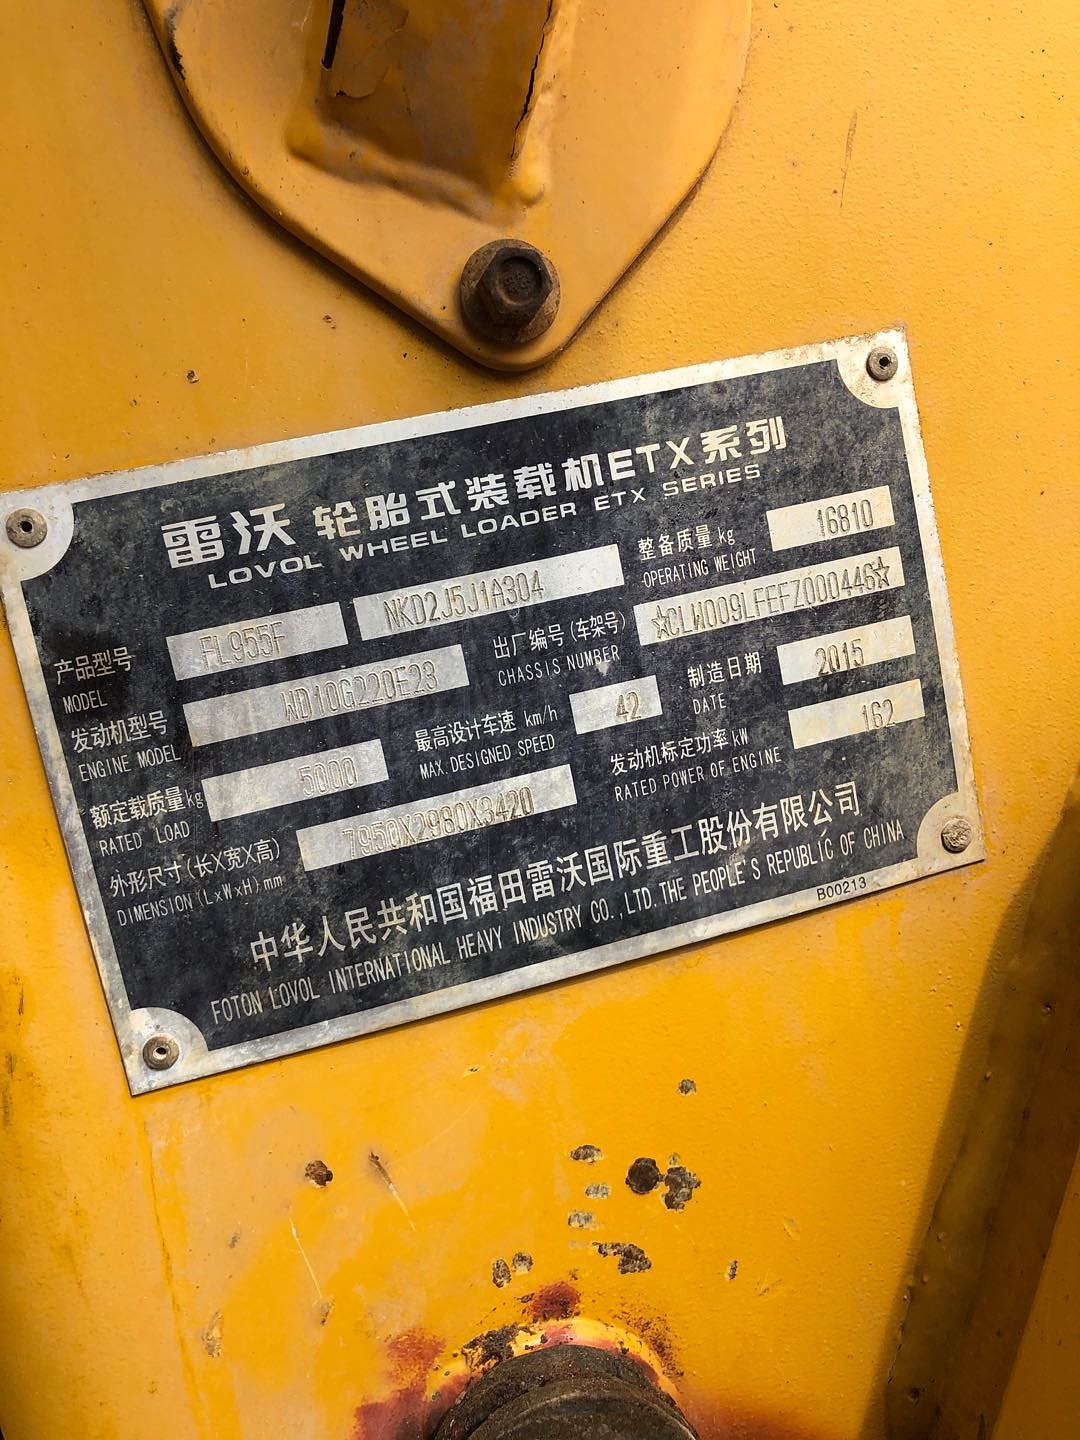 雷沃 轮胎式装载机ETX系列
LOVOL WHEEL LOADER ETX SERIES
产品型号 FL955F NKD2J5J1A304 整备质量kg 16810
MODEL OPERATING WEIGHT
发动机型号 WD10G220E23 出厂编号(车架号) ☆CLW009LFEFZ000446☆
ENGINE MODEL CHASSIS NUMBER
额定载质量kg 5000 最高设计车速 km/h 42 制造日期 2015
RATED LOAD MAX.DESIGNED SPEED DATE
外形尺寸(长X宽X高) 7950X2980X3420 发动机标定功率kW 162
DIMENSION(LxWxH)mm RATED POWER OF ENGINE
中华人民共和国福田雷沃国际重工股份有限公司
FOTON LOVOL INTERNATIONAL HEAVY INDUSTRY CO.,LTD.THE PEOPLE'S REPUBLIC OF CHINA
B00213